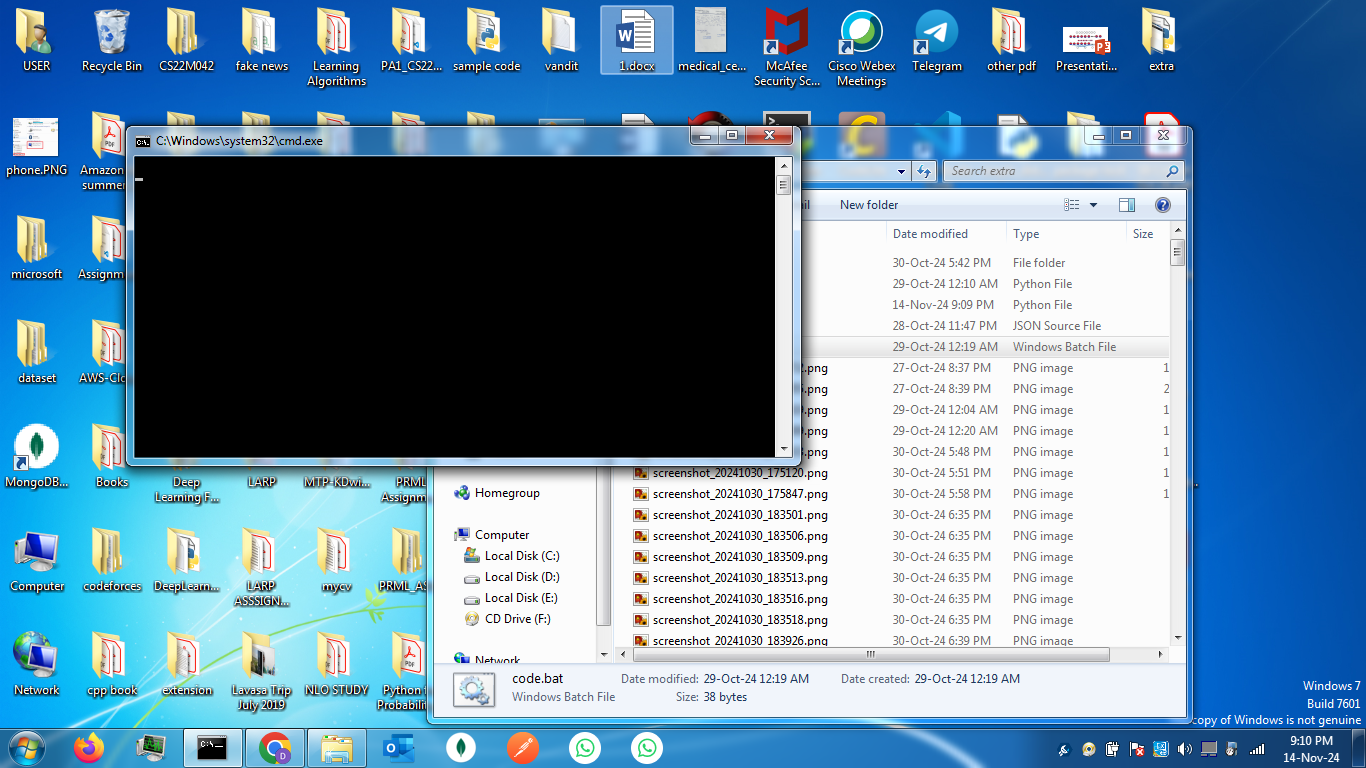 USER
Recycle Bin
CS22M042
fake news
Learning
Algorithms
PA1_CS22...
sample code
vandit
1.docx
medical_ce...
McAfee
Security Sc...
Cisco Webex
Meetings
Telegram
other pdf
Presentati...
extra
phone.PNG
Amazon
summer
microsoft
Assignm
dataset
AWS-Clo
MongoDB...
Books
Deep
Learning F...
LARP
MTP-KDwi...
PRML
Assignm
Computer
codeforces
DeepLearn...
LARP
ASSSIGN...
mycv
PRML_As
Network
cpp book
extension
Lavasa Trip
July 2019
NLO STUDY
Python f
Probabili
C:\Windows\system32\cmd.exe
Search extra
New folder
Date modified Type Size
30-Oct-24 5:42 PM File folder
29-Oct-24 12:10 AM Python File
14-Nov-24 9:09 PM Python File
28-Oct-24 11:47 PM JSON Source File
29-Oct-24 12:19 AM Windows Batch File
.png 27-Oct-24 8:37 PM PNG image 1
.png 27-Oct-24 8:39 PM PNG image 2
.png 29-Oct-24 12:04 AM PNG image 1
.png 29-Oct-24 12:20 AM PNG image 1
.png 30-Oct-24 5:48 PM PNG image 1
screenshot_20241030_175120.png 30-Oct-24 5:51 PM PNG image 1
screenshot_20241030_175847.png 30-Oct-24 5:58 PM PNG image 1
screenshot_20241030_183501.png 30-Oct-24 6:35 PM PNG image
screenshot_20241030_183506.png 30-Oct-24 6:35 PM PNG image
screenshot_20241030_183509.png 30-Oct-24 6:35 PM PNG image
screenshot_20241030_183513.png 30-Oct-24 6:35 PM PNG image
screenshot_20241030_183516.png 30-Oct-24 6:35 PM PNG image
screenshot_20241030_183518.png 30-Oct-24 6:35 PM PNG image
screenshot_20241030_183926.png 30-Oct-24 6:39 PM PNG image
Homegroup
Computer
Local Disk (C:)
Local Disk (D:)
Local Disk (E:)
CD Drive (F:)
Network
code.bat Date modified: 29-Oct-24 12:19 AM Date created: 29-Oct-24 12:19 AM
Windows Batch File Size: 38 bytes
Windows 7
Build 7601
copy of Windows is not genuine
9:10 PM
14-Nov-24